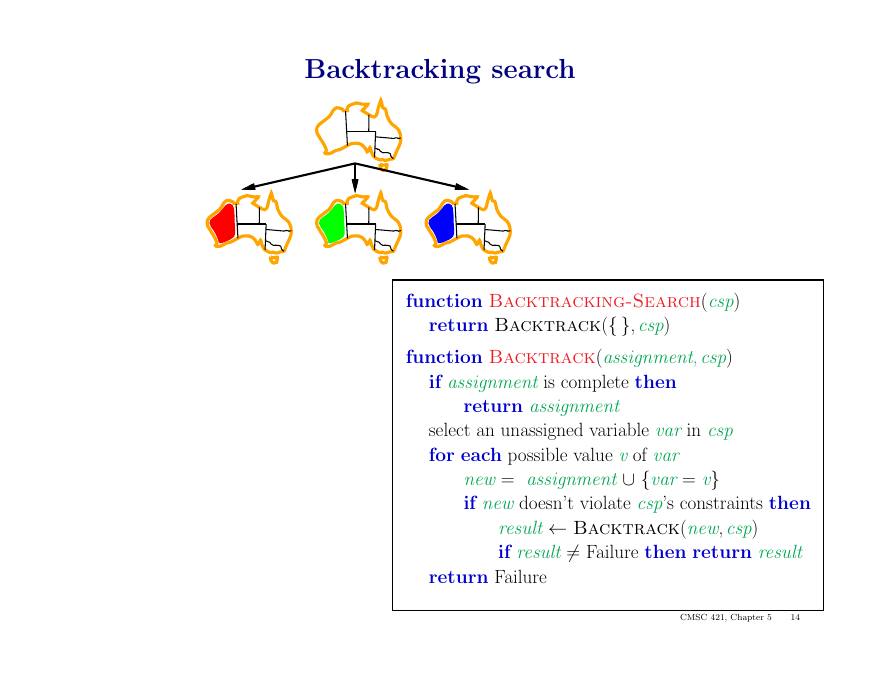 Backtracking search
function BACKTRACKING-SEARCH(csp)
return BACKTRACK({ }, csp)
function BACKTRACK(assignment, csp)
if assignment is complete then
return assignment
select an unassigned variable var in csp
for each possible value v of var
new = assignment ∪ {var = v}
if new doesn't violate csp's constraints then
result ← BACKTRACK(new, csp)
if result ≠ Failure then return result
return Failure
CMSC 421, Chapter 5 14